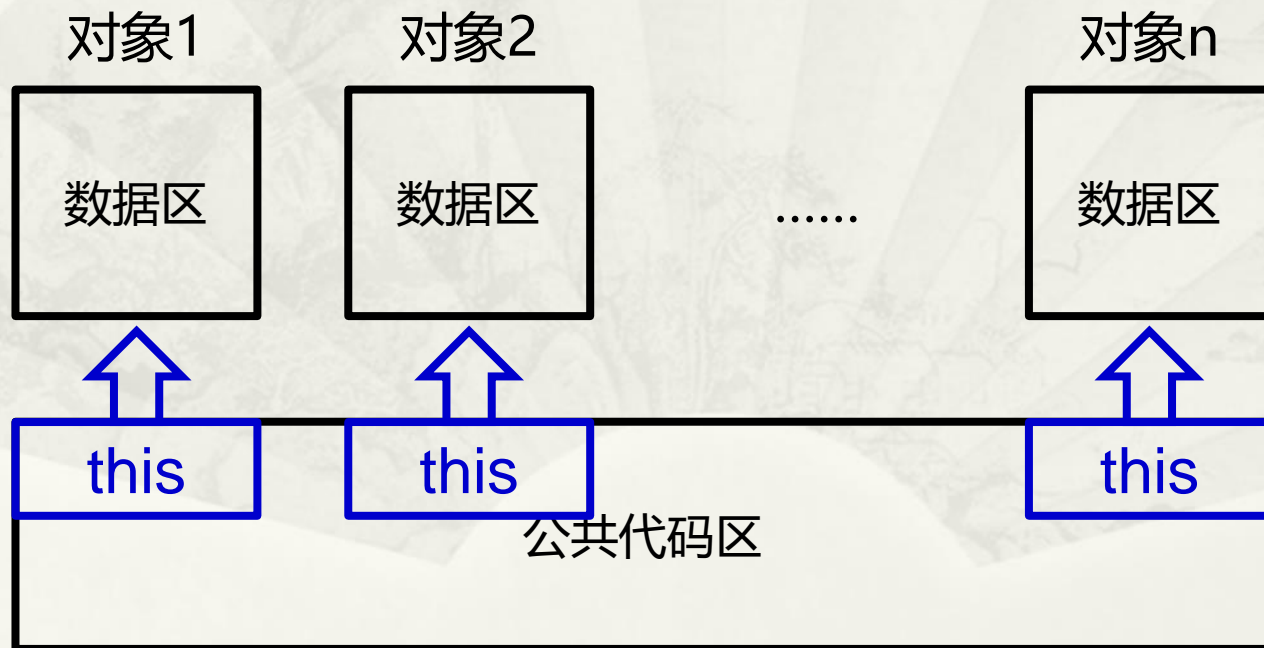 对象1 对象2 对象n
数据区 数据区 …… 数据区
this this this
公共代码区